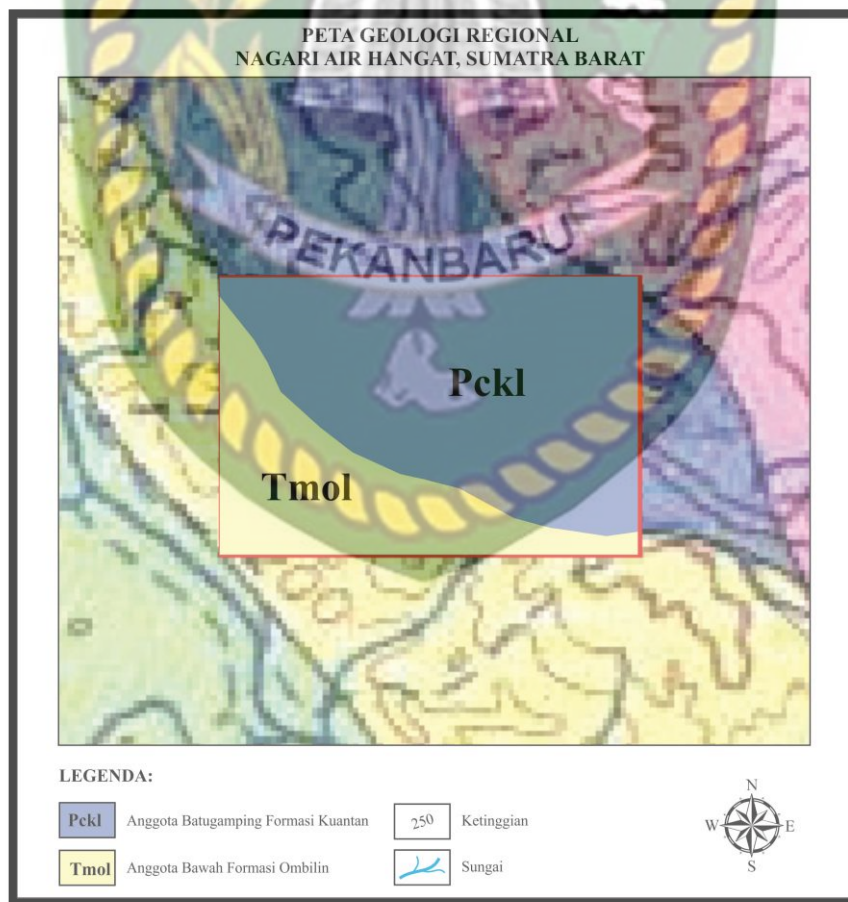 PETA GEOLOGI REGIONAL
NAGARI AIR HANGAT, SUMATRA BARAT
PEKANBARU
Pckl
Tmol
LEGENDA:
Pckl Anggota Batugamping Formasi Kuantan
250 Ketinggian
Tmol Anggota Bawah Formasi Ombilin
Sungai
N
W E
S